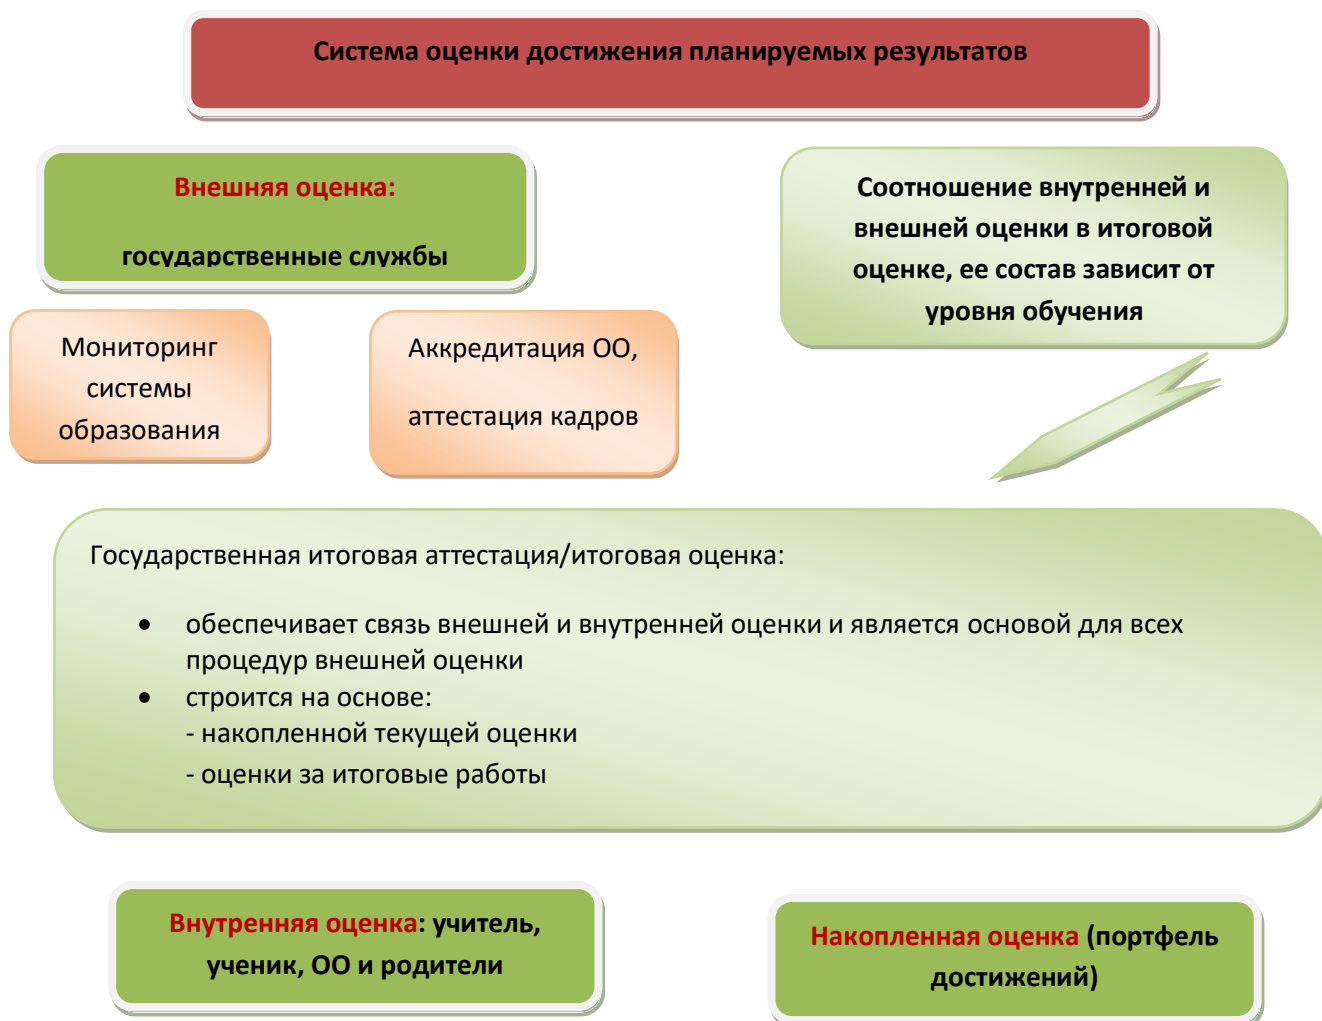 Система оценки достижения планируемых результатов
Внешняя оценка:
государственные службы
Соотношение внутренней и
внешней оценки в итоговой
оценке, ее состав зависит от
уровня обучения
Мониторинг
системы
образования
Аккредитация ОО,
аттестация кадров
Государственная итоговая аттестация/итоговая оценка:
• обеспечивает связь внешней и внутренней оценки и является основой для всех
процедур внешней оценки
• строится на основе:
- накопленной текущей оценки
- оценки за итоговые работы
Внутренняя оценка: учитель,
ученик, ОО и родители
Накопленная оценка (портфель
достижений)